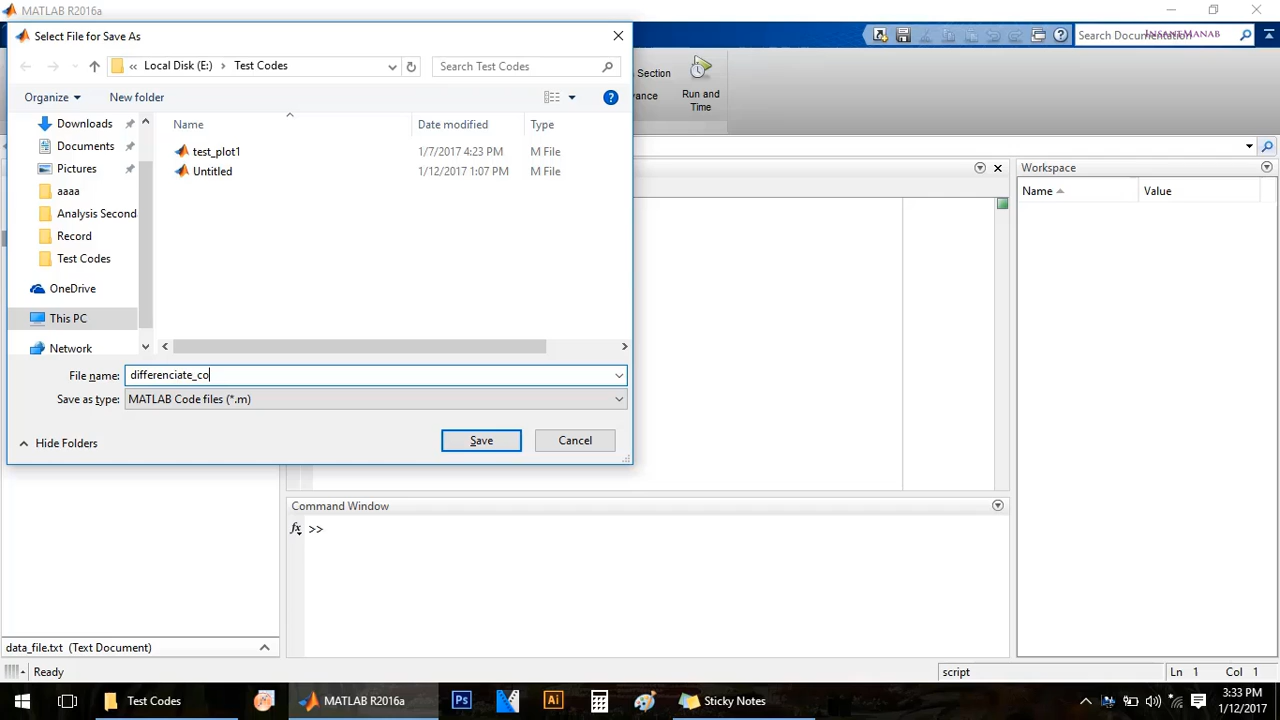 MATLAB R2016a
Select File for Save As
Search Documentation
InsantManab
« Local Disk (E:) > Test Codes
Search Test Codes
Section
vance
Run and
Time
Organize
New folder
Name
Date modified
Type
Downloads
Documents
Pictures
aaaa
Analysis Second
Record
Test Codes
OneDrive
This PC
Network
test_plot1 1/7/2017 4:23 PM M File
Untitled 1/12/2017 1:07 PM M File
File name: differenciate_co
Save as type: MATLAB Code files (*.m)
Hide Folders
Save
Cancel
Workspace
Name
Value
Command Window
fx >>
data_file.txt (Text Document)
Ready
script
Ln 1
Col 1
Test Codes
MATLAB R2016a
Ps
Ai
Sticky Notes
3:33 PM
1/12/2017